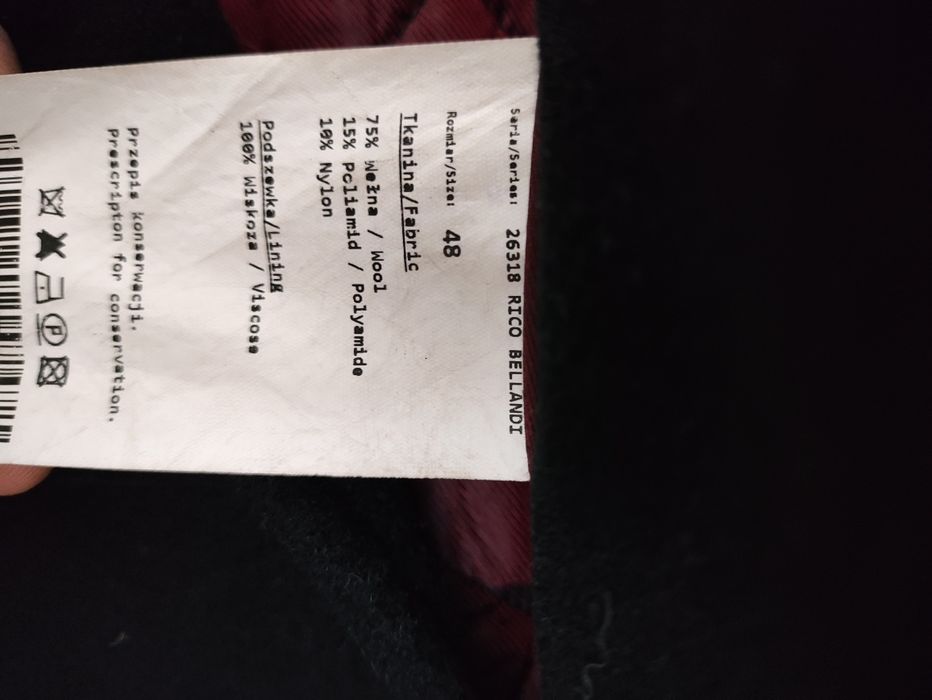 Seria/Series: 26318 RICO BELLANDI
Rozmiar/Size: 48
Tkanina/Fabric
75% Wełna / Wool
15% Poliamid / Polyamide
10% Nylon
Podszewka/Lining
100% Wiskoza / Viscose
Przepis konserwacji.
Prescripton for conservation.
P